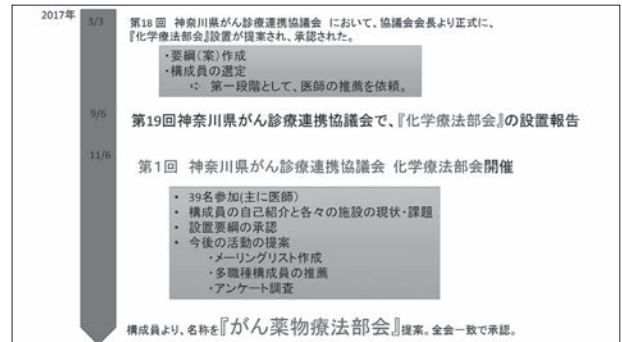 2017年
3/3
第18回 神奈川県がん診療連携協議会 において、協議会会長より正式に、
『化学療法部会』設置が提案され、承認された。
・要綱(案)作成
・構成員の選定
⇨ 第一段階として、医師の推薦を依頼。
9/6
第19回神奈川県がん診療連携協議会で、『化学療法部会』の設置報告
11/6
第1回 神奈川県がん診療連携協議会 化学療法部会開催
• 39名参加(主に医師)
• 構成員の自己紹介と各々の施設の現状・課題
• 設置要綱の承認
• 今後の活動の提案
・メーリングリスト作成
・多職種構成員の推薦
・アンケート調査
構成員より、名称を『がん薬物療法部会』提案。全会一致で承認。